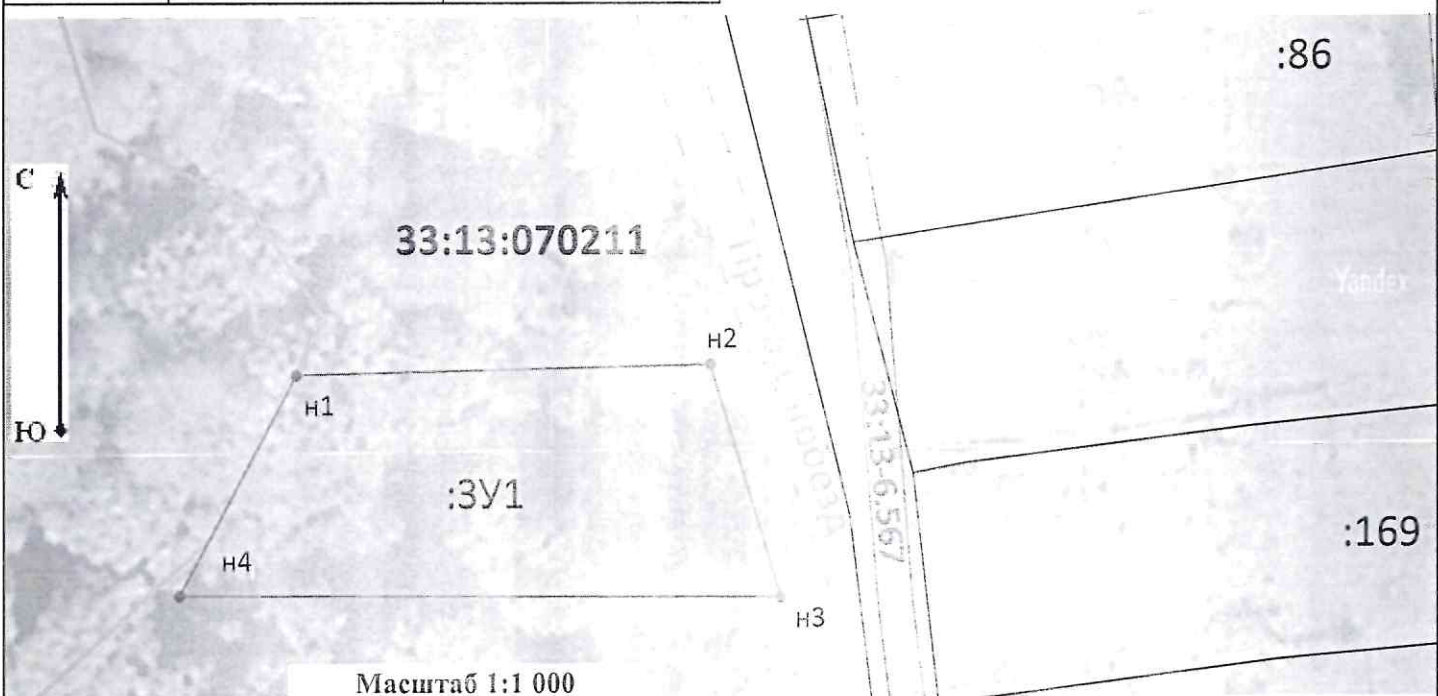 :86
С
33:13:070211
Yandex
н2
н1
Ю
33:13-6.567
проезд
:ЗУ1
:169
н4
н3
Масштаб 1:1 000